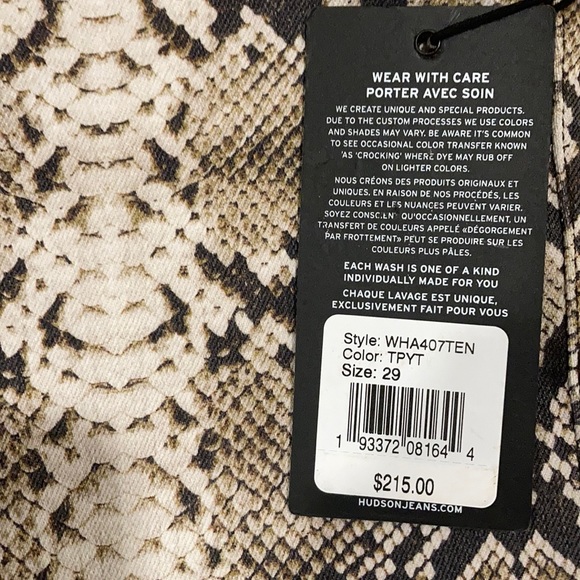 WEAR WITH CARE
PORTER AVEC SOIN
WE CREATE UNIQUE AND SPECIAL PRODUCTS.
DUE TO THE CUSTOM PROCESSES WE USE COLORS
AND SHADES MAY VARY. BE AWARE IT'S COMMON
TO SEE OCCASIONAL COLOR TRANSFER KNOWN
AS 'CROCKING' WHERE DYE MAY RUB OFF
ON LIGHTER COLORS.
NOUS CRÉONS DES PRODUITS ORIGINAUX ET
UNIQUES. EN RAISON DE NOS PROCÉDÉS, LES
COULEURS ET LES NUANCES PEUVENT VARIER.
SOYEZ CONSCIENT QU'OCCASIONNELLEMENT, UN
TRANSFERT DE COULEURS APPELÉ «DÉGORGEMENT
PAR FROTTEMENT» PEUT SE PRODUIRE SUR LES
COULEURS PLUS PÂLES.
EACH WASH IS ONE OF A KIND
INDIVIDUALLY MADE FOR YOU
CHAQUE LAVAGE EST UNIQUE,
EXCLUSIVEMENT FAIT POUR VOUS
Style: WHA407TEN
Color: TPYT
Size: 29
1 93372 08164 4
$215.00
HUDSONJEANS.COM